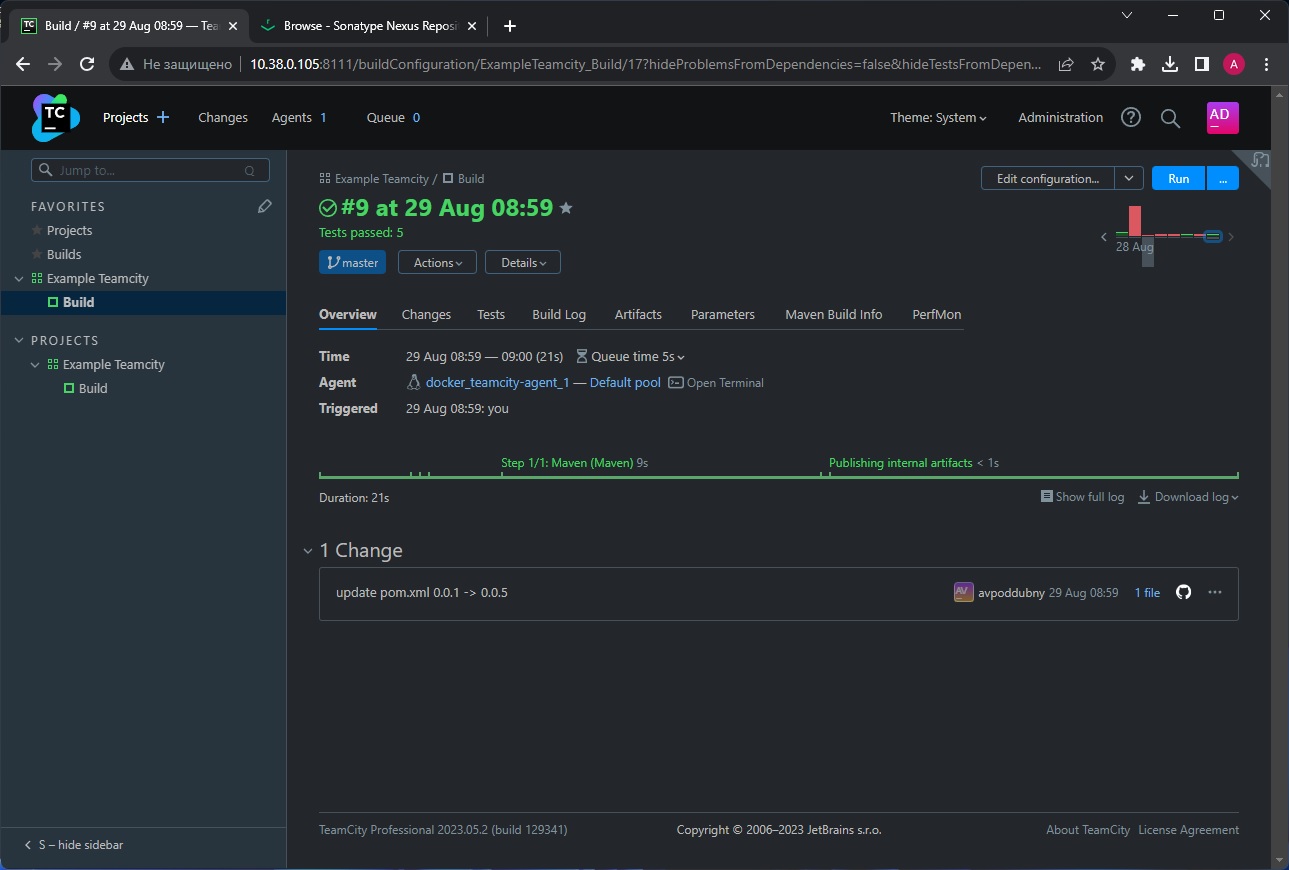 Build / #9 at 29 Aug 08:59 — Tea
Browse - Sonatype Nexus Reposi
Не защищено
10.38.0.105:8111/buildConfiguration/ExampleTeamcity_Build/17?hideProblemsFromDependencies=false&hideTestsFromDepen...
A
TC
Projects
Changes
Agents 1
Queue 0
Theme: System
Administration
AD
Jump to...
Q
FAVORITES
Projects
Builds
Example Teamcity
Build
PROJECTS
Example Teamcity
Build
S – hide sidebar
Example Teamcity / Build
Edit configuration...
Run
...
#9 at 29 Aug 08:59
Tests passed: 5
28 Aug
master
Actions
Details
Overview
Changes
Tests
Build Log
Artifacts
Parameters
Maven Build Info
PerfMon
Time 29 Aug 08:59 — 09:00 (21s) Queue time 5s
Agent docker_teamcity-agent_1 — Default pool Open Terminal
Triggered 29 Aug 08:59: you
Step 1/1: Maven (Maven) 9s
Publishing internal artifacts < 1s
Duration: 21s
Show full log
Download log
1 Change
update pom.xml 0.0.1 -> 0.0.5
AV
avpoddubny 29 Aug 08:59
1 file
TeamCity Professional 2023.05.2 (build 129341)
Copyright © 2006–2023 JetBrains s.r.o.
About TeamCity
License Agreement